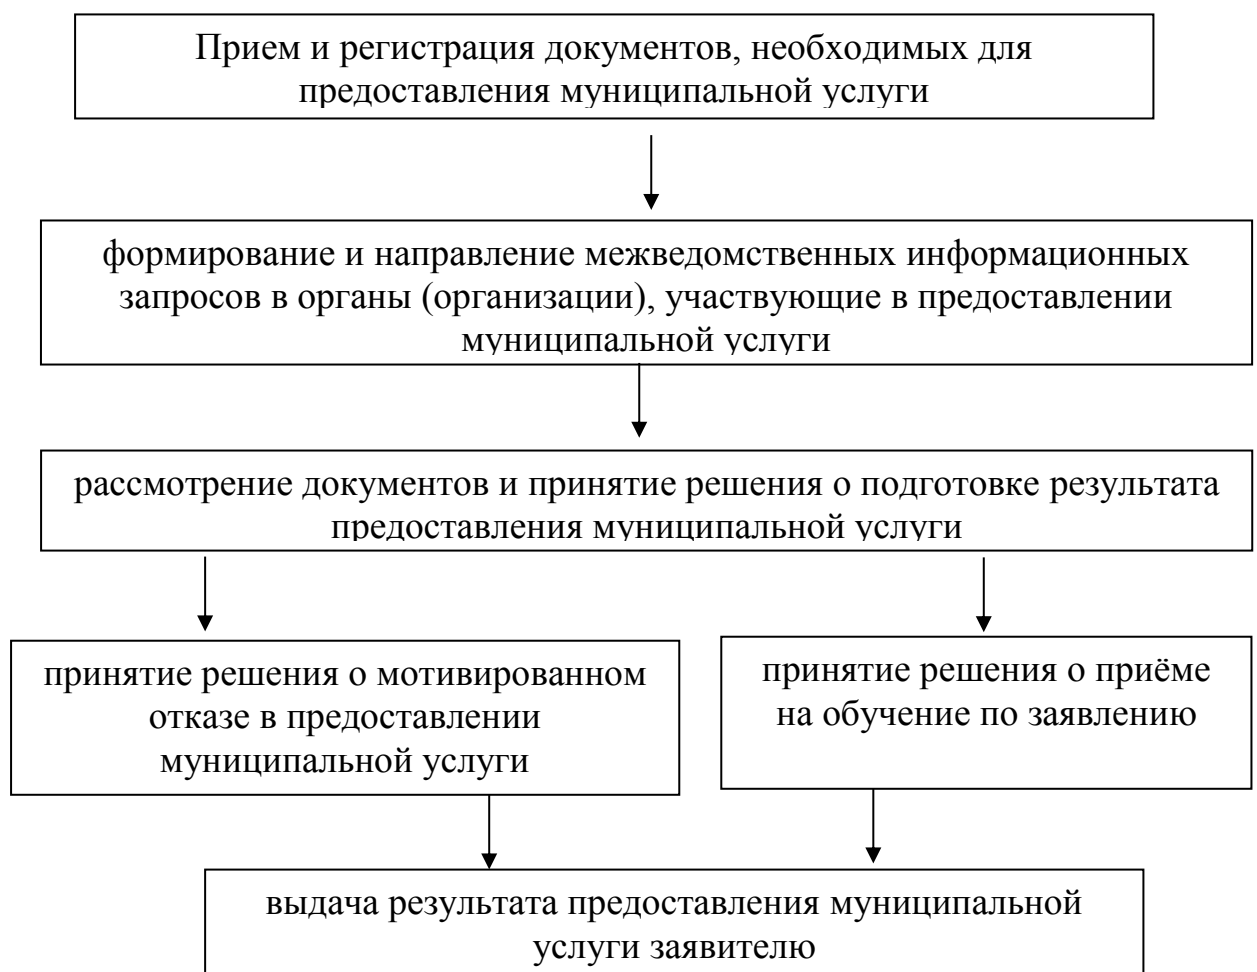 Прием и регистрация документов, необходимых для
предоставления муниципальной услуги
формирование и направление межведомственных информационных
запросов в органы (организации), участвующие в предоставлении
муниципальной услуги
рассмотрение документов и принятие решения о подготовке результата
предоставления муниципальной услуги
принятие решения о мотивированном
отказе в предоставлении
муниципальной услуги
принятие решения о приёме
на обучение по заявлению
выдача результата предоставления муниципальной
услуги заявителю